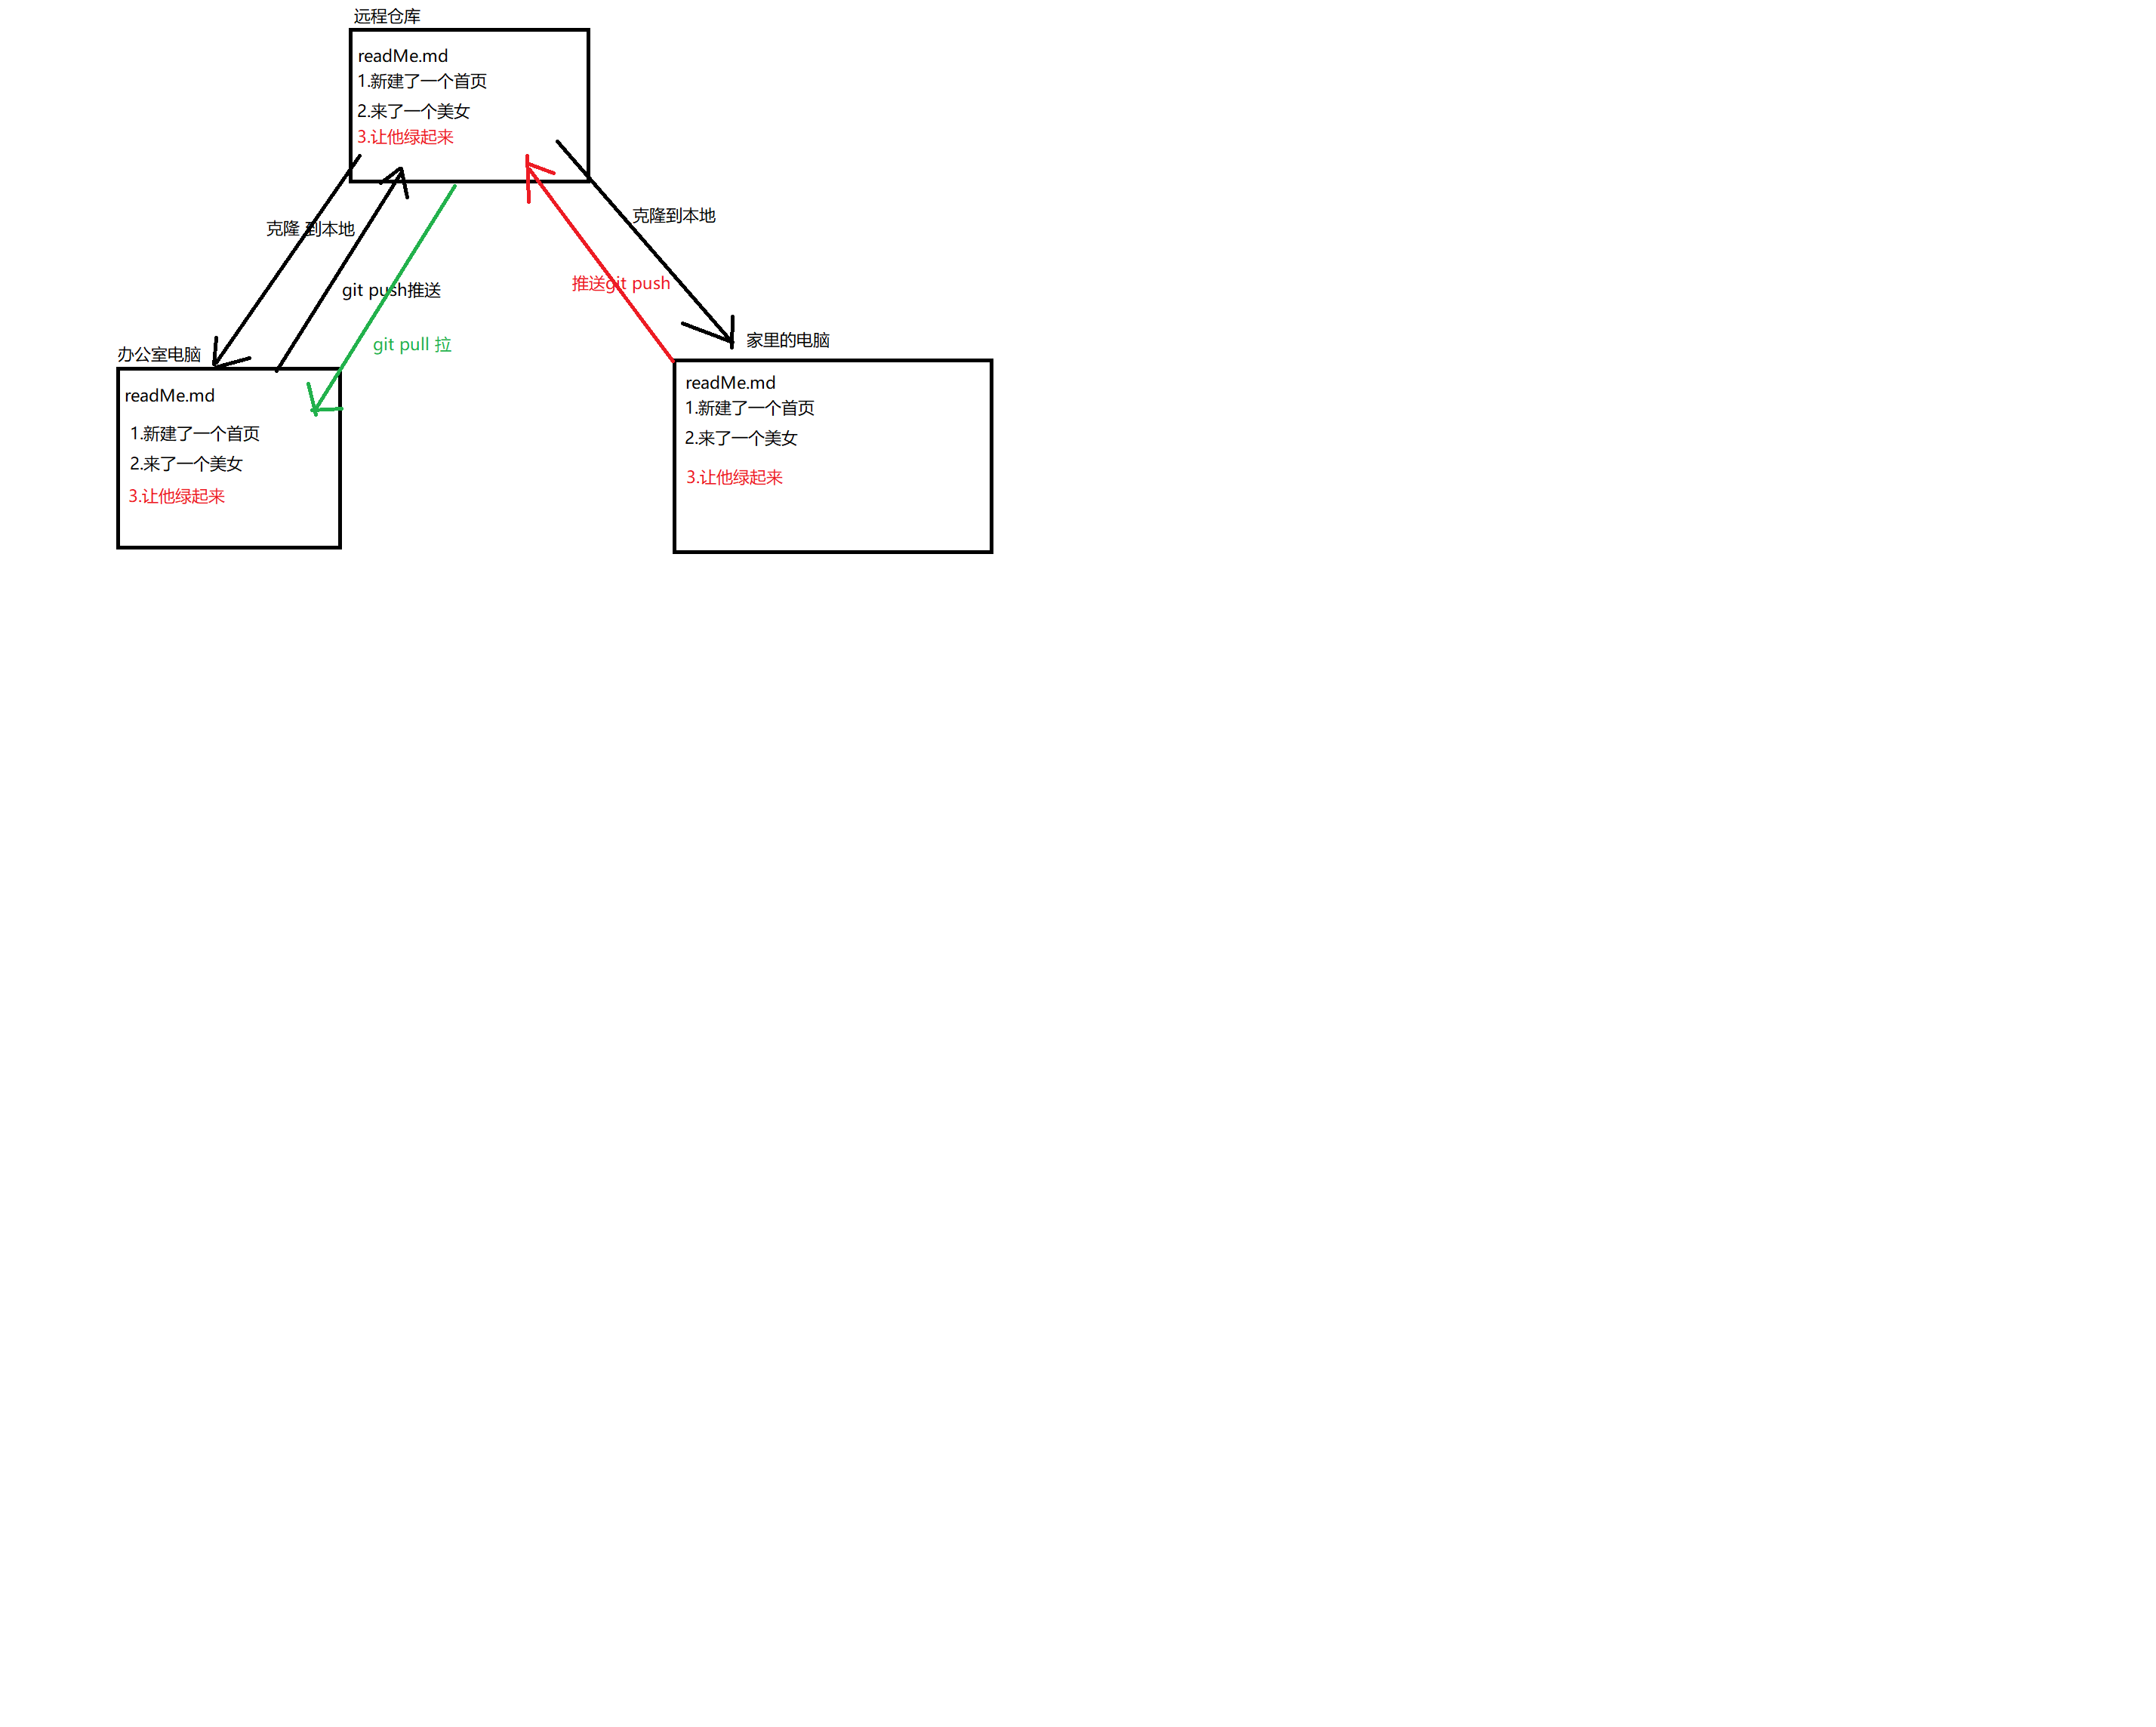 远程仓库
readMe.md
1.新建了一个首页
2.来了一个美女
3.让他绿起来
克隆 到本地
克隆到本地
git push推送
推送git push
git pull 拉
办公室电脑
readMe.md
1.新建了一个首页
2.来了一个美女
3.让他绿起来
家里的电脑
readMe.md
1.新建了一个首页
2.来了一个美女
3.让他绿起来